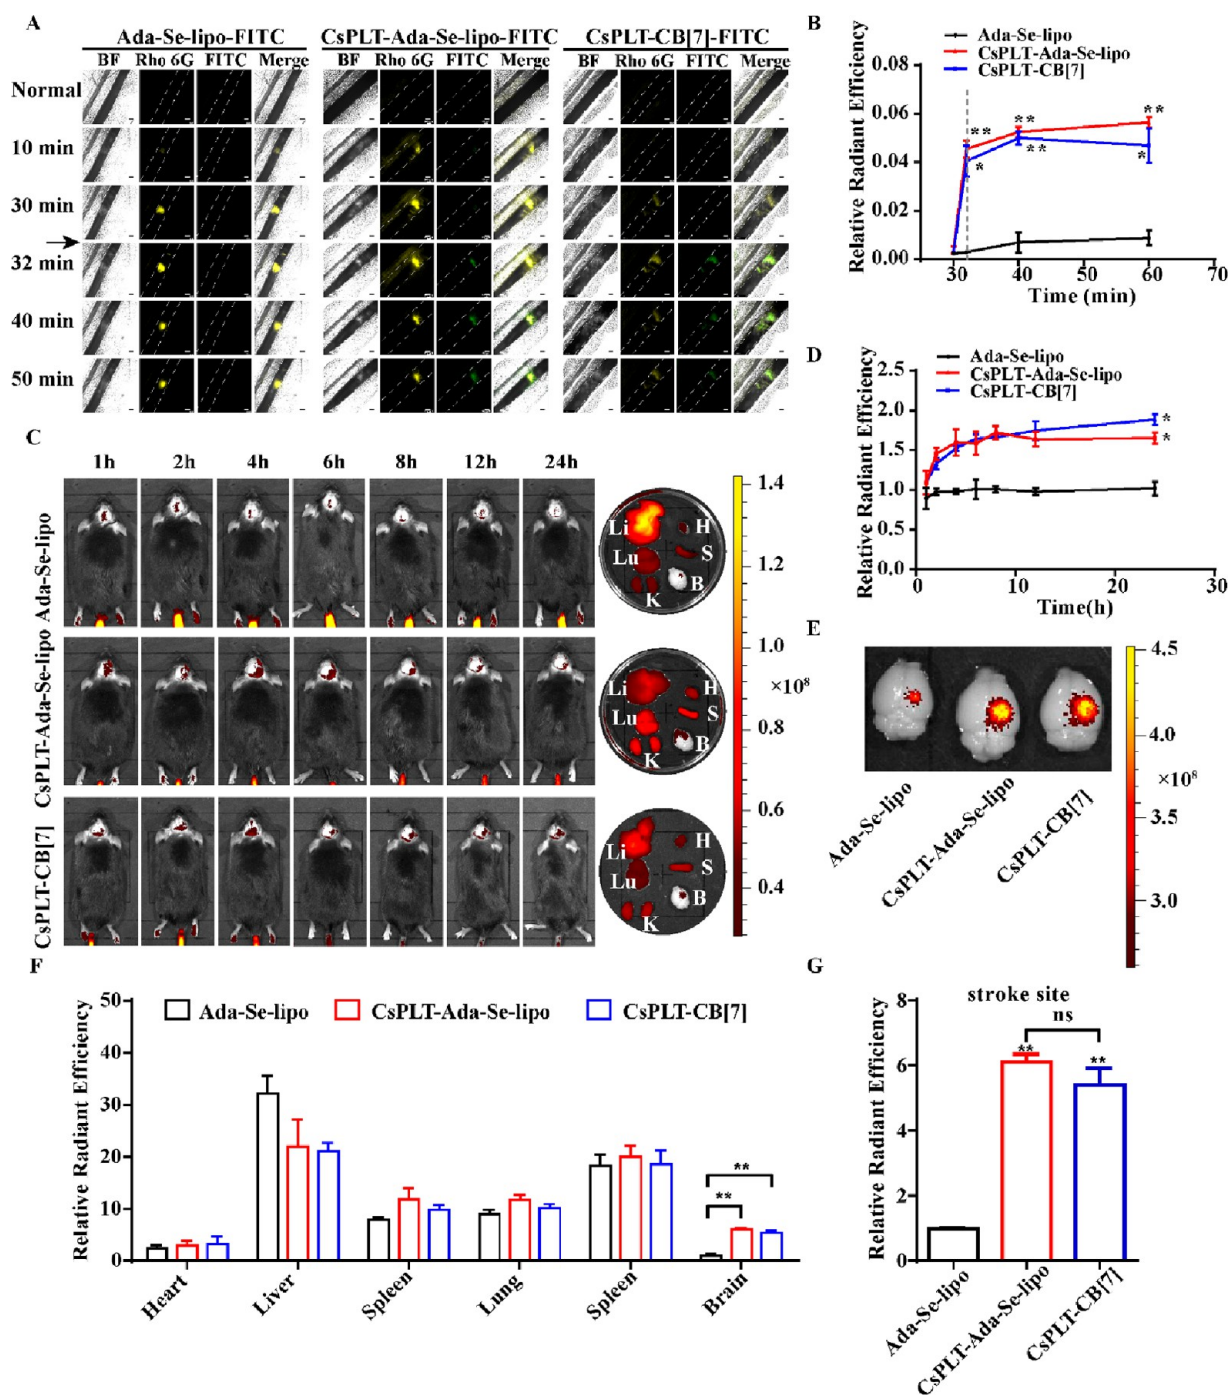 A
Ada-Se-lipo-FITC CsPLT-Ada-Se-lipo-FITC CsPLT-CB[7]-FITC
BF Rho 6G FITC Merge BF Rho 6G FITC Merge BF Rho 6G FITC Merge
Normal
10 min
30 min
32 min
40 min
50 min
B
Ada-Se-lipo
CsPLT-Ada-Se-lipo
CsPLT-CB[7]
Relative Radiant Efficiency
0.08
0.06
0.04
0.02
0.00
** ** **
* ** *
30 40 50 60 70
Time (min)
D
Ada-Se-lipo
CsPLT-Ada-Se-lipo
CsPLT-CB[7]
Relative Radiant Efficiency
2.5
2.0
1.5
1.0
0.5
0.0
*
*
0 10 20 30
Time(h)
C
1h 2h 4h 6h 8h 12h 24h
Ada-Se-lipo
Li H
Lu S
B
K
CsPLT-Ada-Se-lipo
Li H
Lu S
B
K
CsPLT-CB[7]
Li H
Lu S
B
K
1.4
1.2
1.0
×10⁸
0.8
0.6
0.4
E
Ada-Se-lipo
CsPLT-Ada-Se-lipo
CsPLT-CB[7]
4.5
4.0
×10⁸
3.5
3.0
F
Relative Radiant Efficiency
50
40
30
20
10
0
Ada-Se-lipo CsPLT-Ada-Se-lipo CsPLT-CB[7]
**
**
Heart Liver Spleen Lung Spleen Brain
G
Relative Radiant Efficiency
8
6
4
2
0
stroke site
ns
** **
Ada-Se-lipo
CsPLT-Ada-Se-lipo
CsPLT-CB[7]